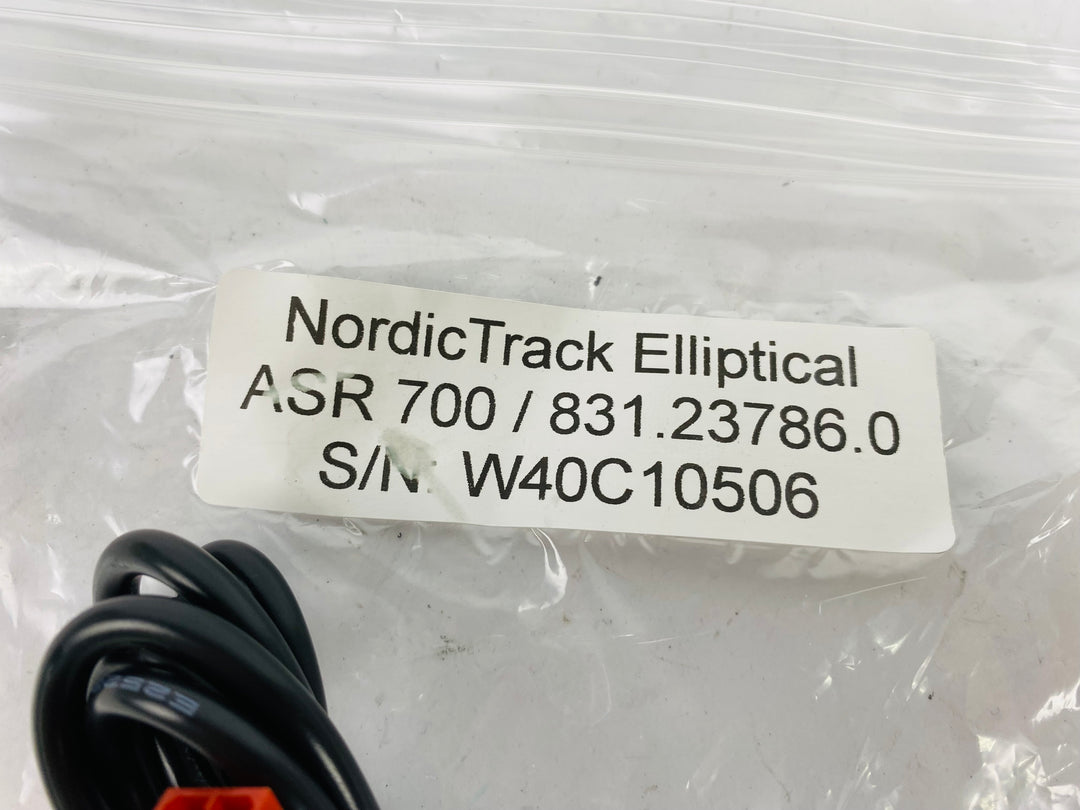 NordicTrack Elliptical
ASR 700 / 831.23786.0
S/N: W40C10506